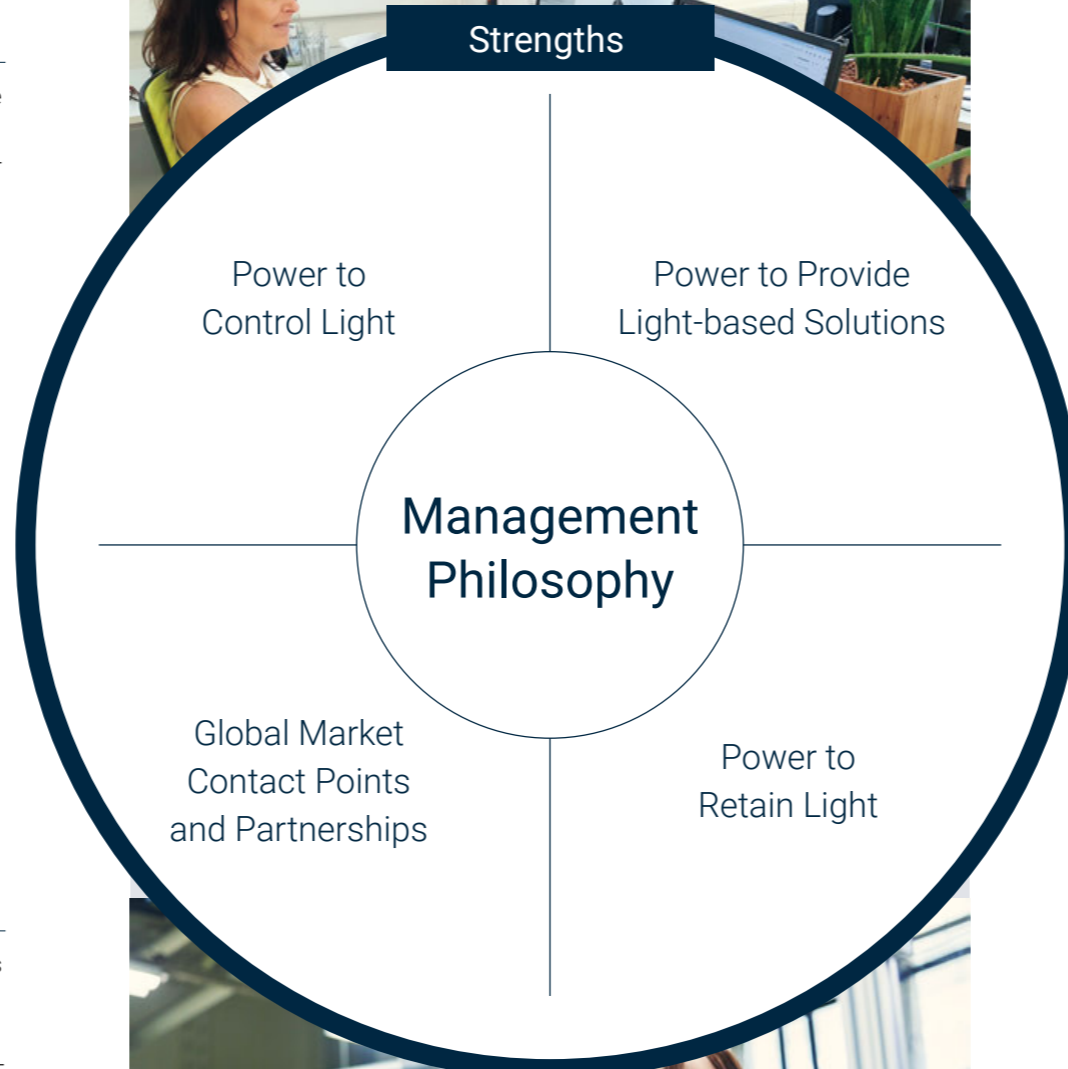 Strengths
Power to
Control Light
Power to Provide
Light-based Solutions
Management
Philosophy
Global Market
Contact Points
and Partnerships
Power to
Retain Light